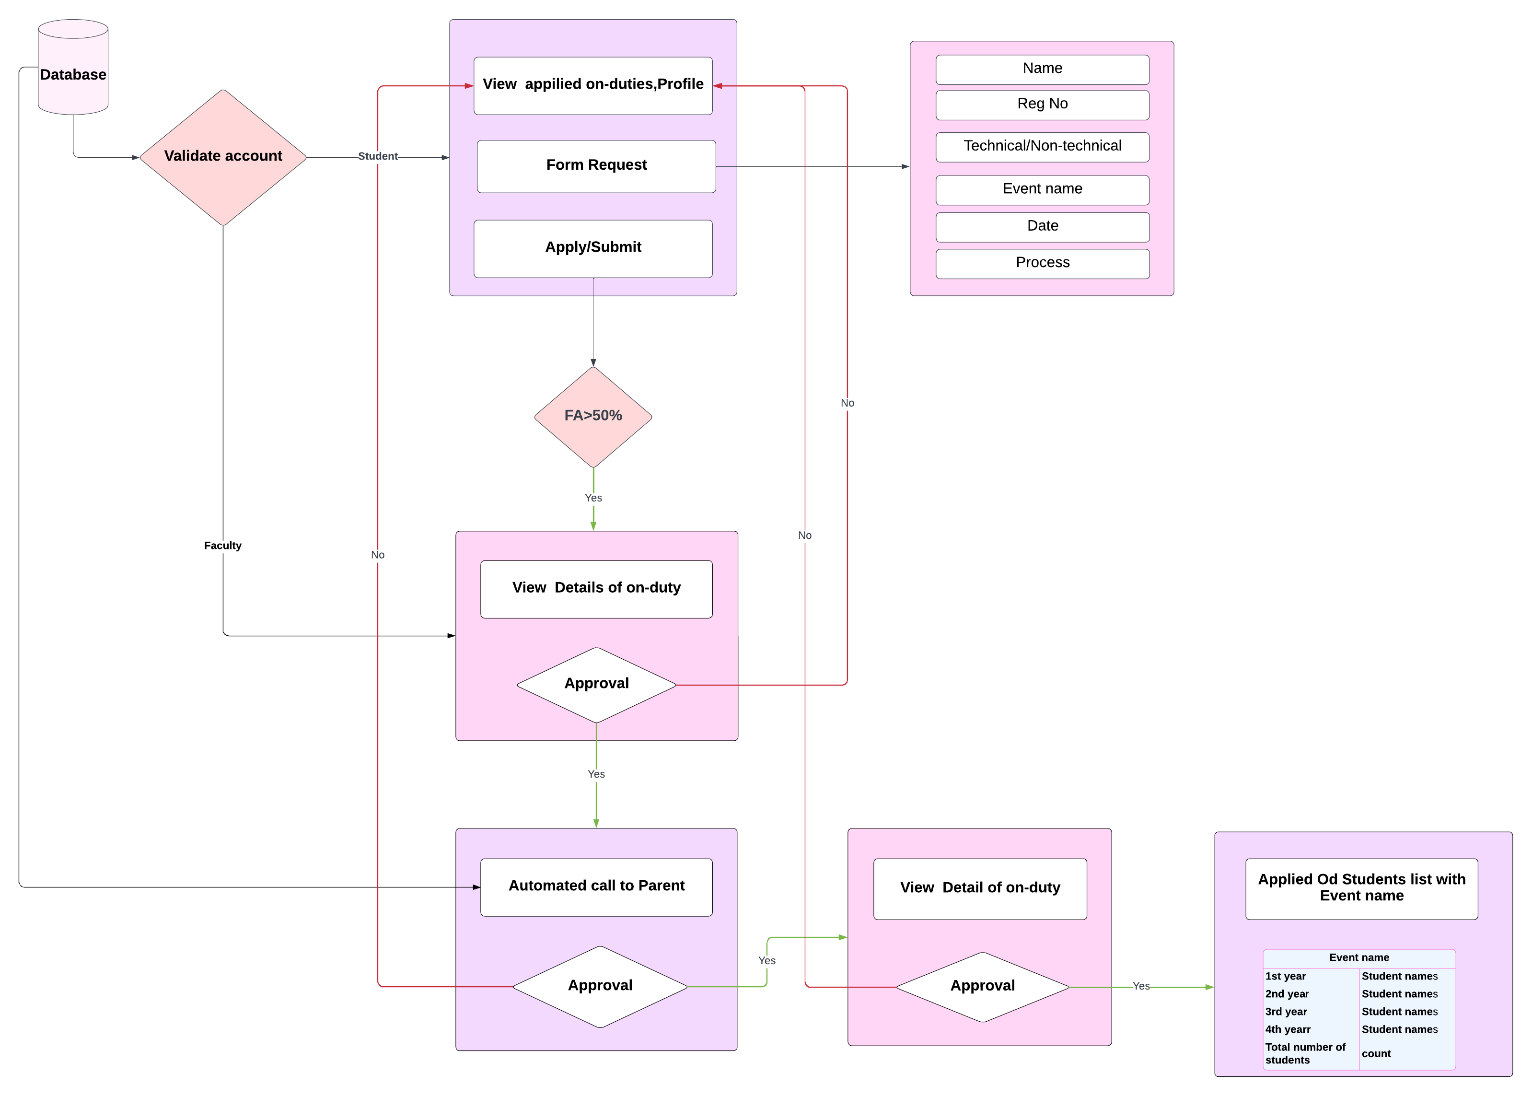 Database
Validate account
Student
View appilied on-duties,Profile
Form Request
Apply/Submit
Name
Reg No
Technical/Non-technical
Event name
Date
Process
FA>50%
No
Yes
Faculty
No
No
View Details of on-duty
Approval
Yes
Automated call to Parent
Approval
Yes
View Detail of on-duty
Approval
Yes
Applied Od Students list with
Event name
Event name
1st year Student names
2nd year Student names
3rd year Student names
4th yearr Student names
Total number of
students count